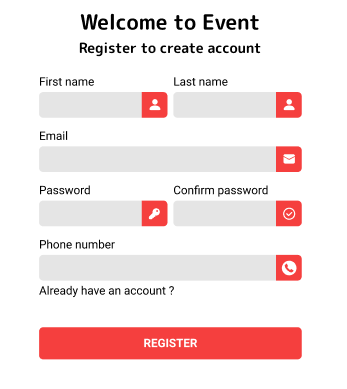 Welcome to Event
Register to create account
First name
Last name
Email
Password
Confirm password
Phone number
Already have an account ?
REGISTER